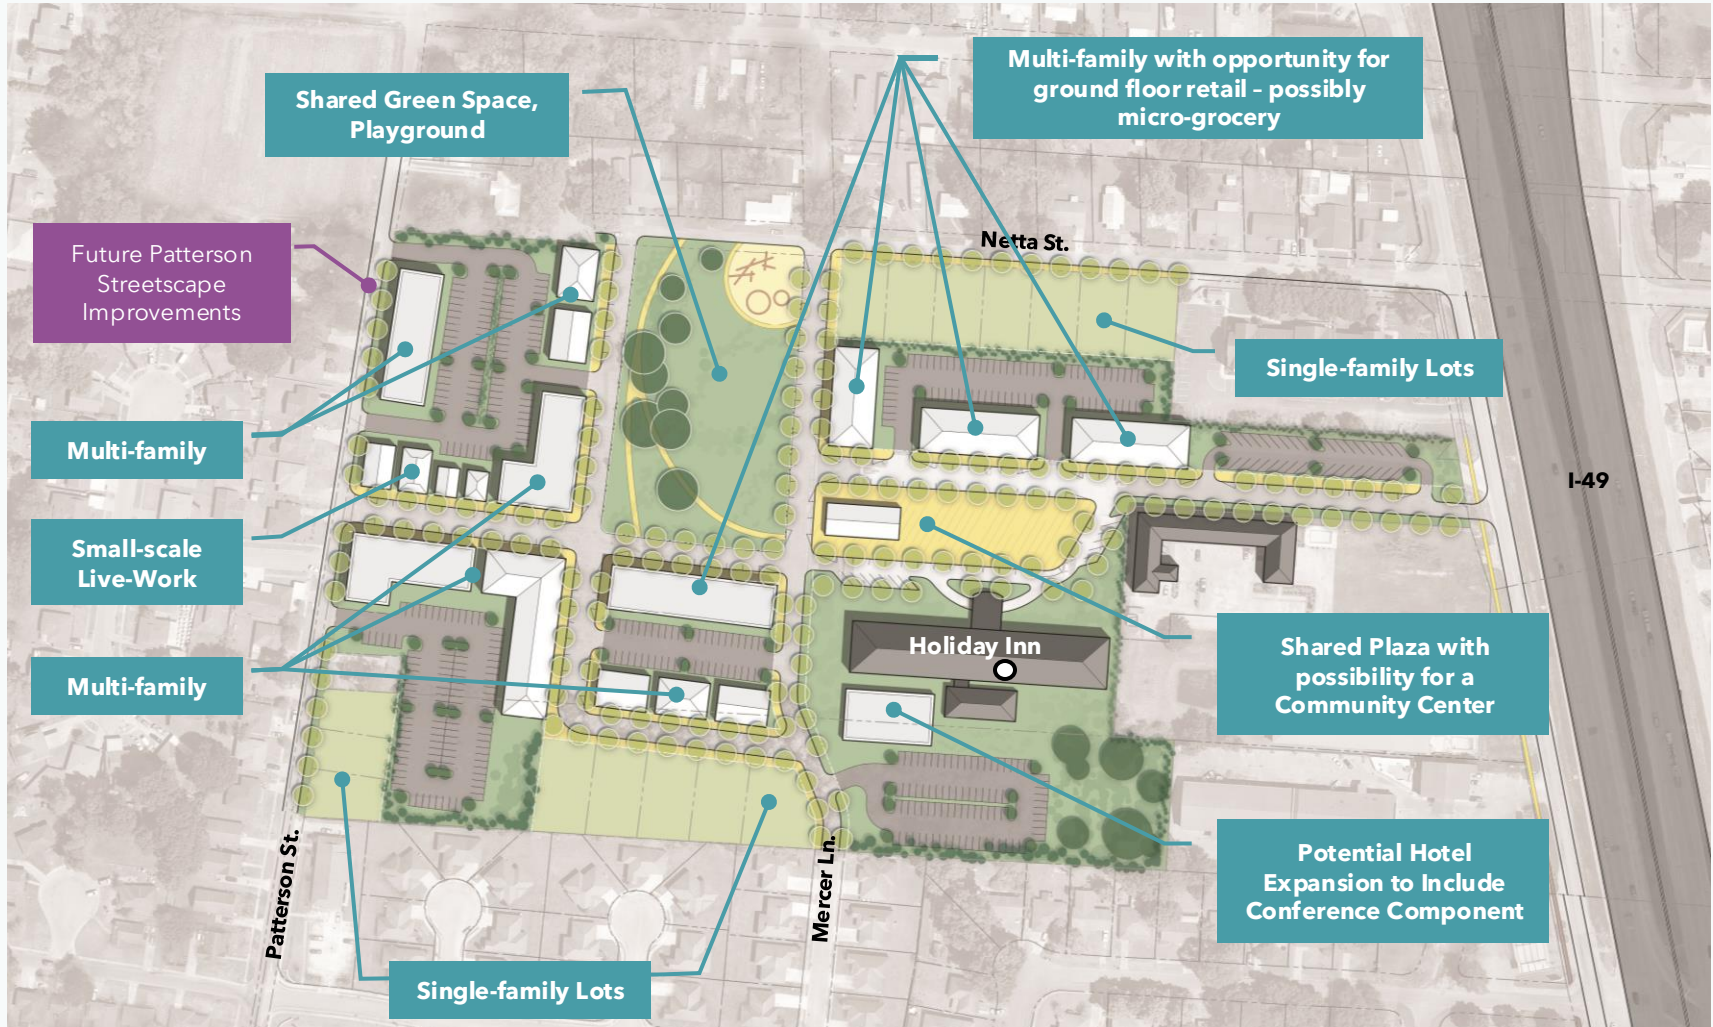 Shared Green Space,
Playground
Multi-family with opportunity for
ground floor retail – possibly
micro-grocery
Future Patterson
Streetscape
Improvements
Netta St.
Single-family Lots
Multi-family
I-49
Small-scale
Live-Work
Holiday Inn
Shared Plaza with
possibility for a
Community Center
Multi-family
Potential Hotel
Expansion to Include
Conference Component
Patterson St.
Mercer Ln.
Single-family Lots